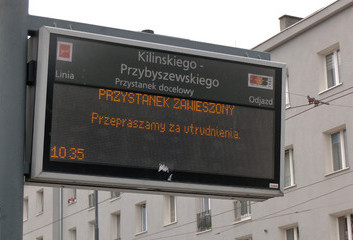 Kilinskiego -
Przybyszewskiego
Linia Przystanek docelowy Odjazd
PRZYSTANEK ZAWIESZONY
Przepraszamy za utrudnienia.
10 35